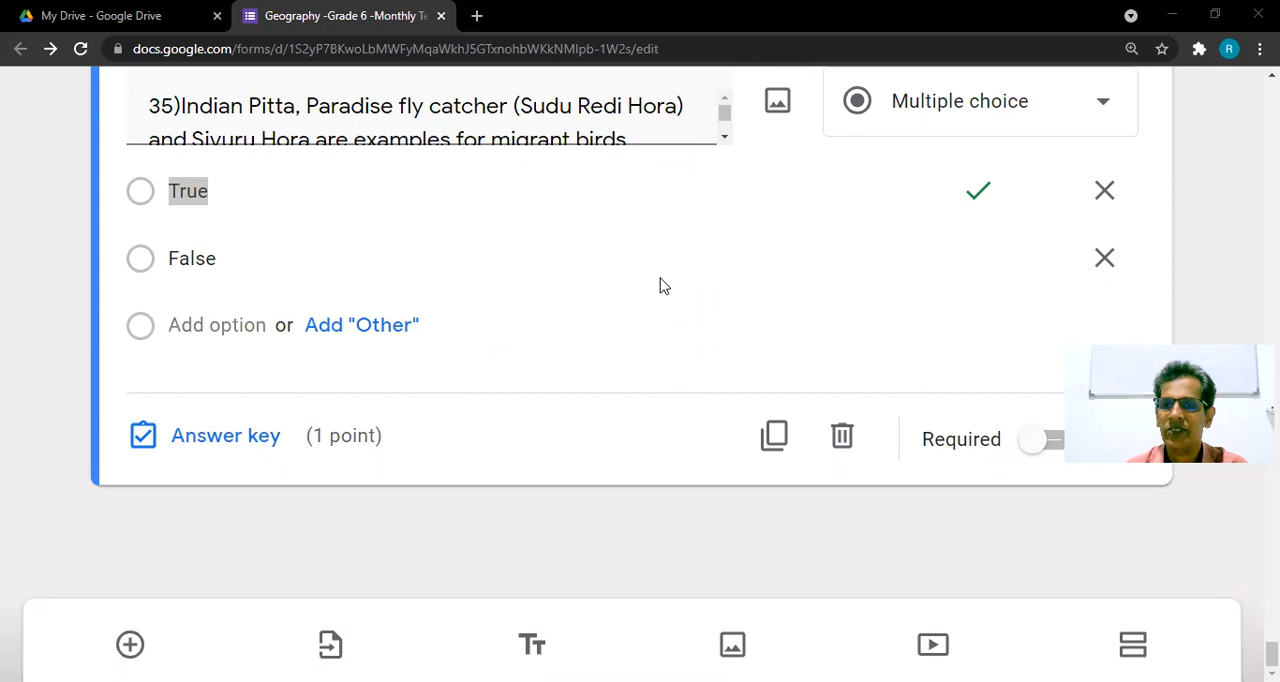 My Drive - Google Drive
Geography -Grade 6 -Monthly Te
docs.google.com/forms/d/1S2yP7BKwoLbMWFyMqaWkhJ5GTxnohbWKkNMIpb-1W2s/edit
R
35)Indian Pitta, Paradise fly catcher (Sudu Redi Hora)
and Sivuru Hora are examples for migrant birds
Multiple choice
True
False
Add option or Add "Other"
Answer key (1 point)
Required
Tт